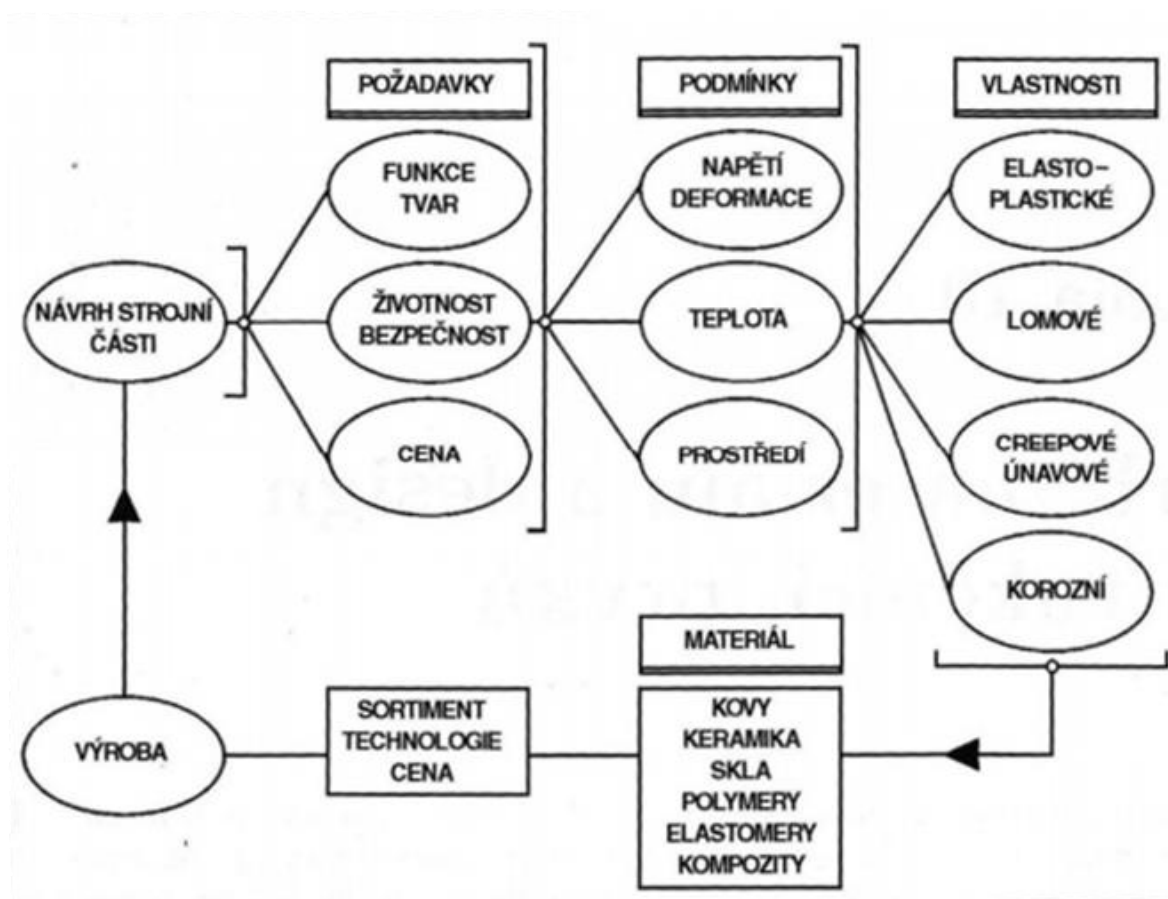 POŽADAVKY
PODMÍNKY
VLASTNOSTI
FUNKCE
TVAR
NAPĚTÍ
DEFORMACE
ELASTO–
PLASTICKÉ
NÁVRH STROJNÍ
ČÁSTI
ŽIVOTNOST
BEZPEČNOST
TEPLOTA
LOMOVÉ
CENA
PROSTŘEDÍ
CREEPOVÉ
ÚNAVOVÉ
KOROZNÍ
MATERIÁL
VÝROBA
SORTIMENT
TECHNOLOGIE
CENA
KOVY
KERAMIKA
SKLA
POLYMERY
ELASTOMERY
KOMPOZITY